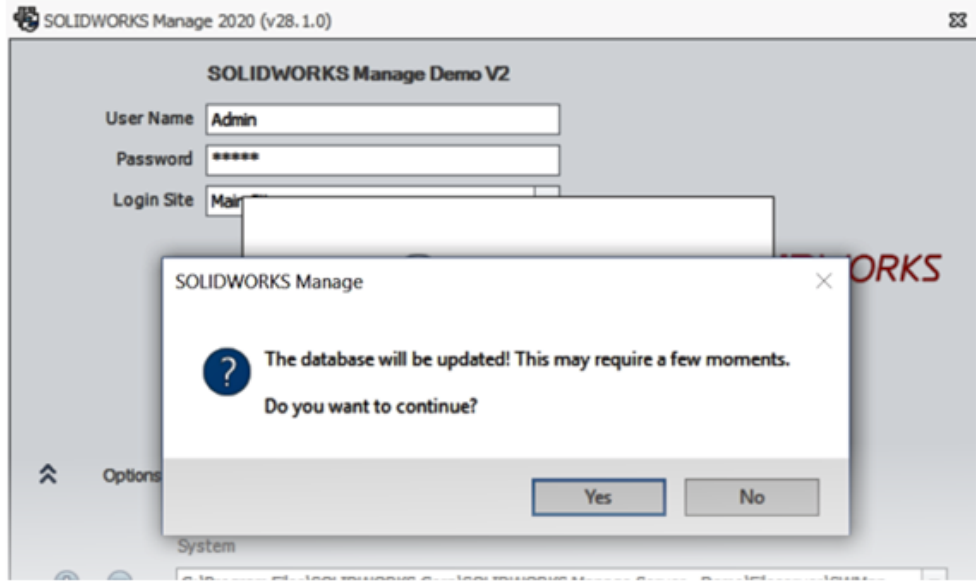 SOLIDWORKS Manage 2020 (v28.1.0)
SOLIDWORKS Manage Demo V2
User Name Admin
Password *****
Login Site Main
ORKS
SOLIDWORKS Manage
The database will be updated! This may require a few moments.
Do you want to continue?
Options
Yes No
System